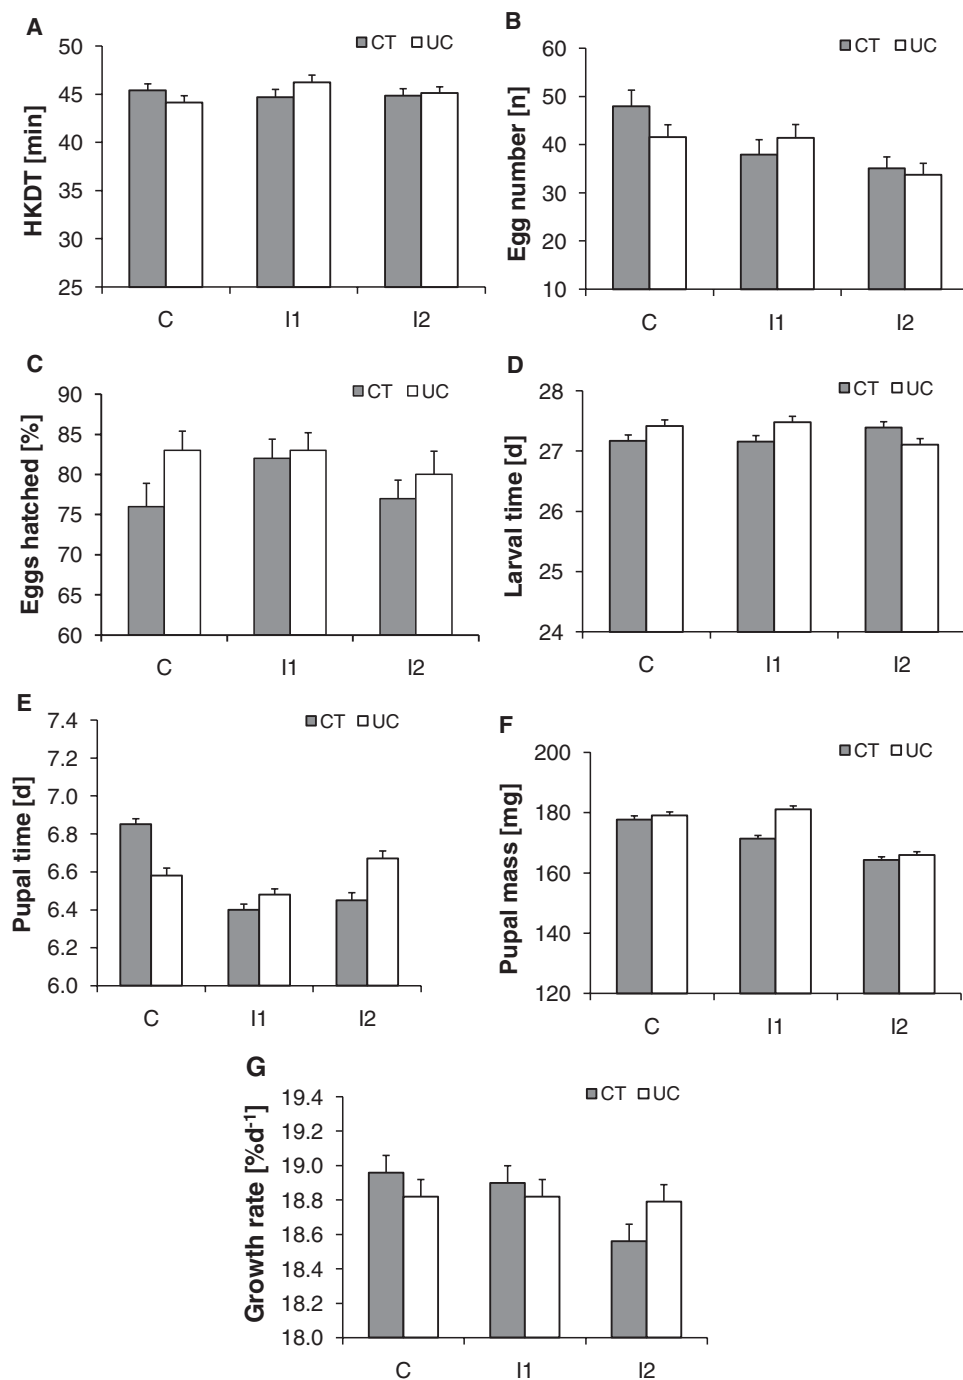 A
CT UC
HKDT [min]
50
45
40
35
30
25
C I1 I2
B
CT UC
Egg number [n]
60
50
40
30
20
10
C I1 I2
C
CT UC
Eggs hatched [%]
90
85
80
75
70
65
60
C I1 I2
D
CT UC
Larval time [d]
28
27
26
25
24
C I1 I2
E
CT UC
Pupal time [d]
7.4
7.2
7.0
6.8
6.6
6.4
6.2
6.0
C I1 I2
F
CT UC
Pupal mass [mg]
200
180
160
140
120
C I1 I2
G
CT UC
Growth rate [%d⁻¹]
19.4
19.2
19.0
18.8
18.6
18.4
18.2
18.0
C I1 I2